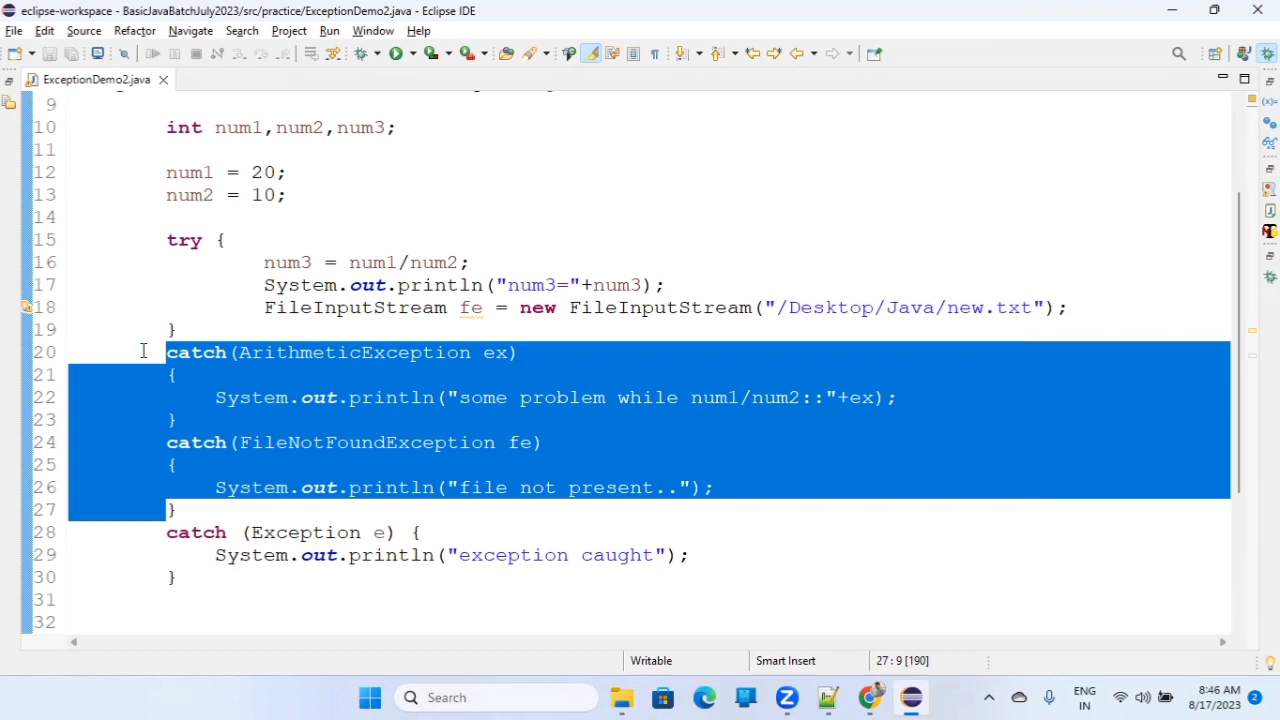 eclipse-workspace - BasicJavaBatchJuly2023/src/practice/ExceptionDemo2.java - Eclipse IDE
File Edit Source Refactor Navigate Search Project Run Window Help
ExceptionDemo2.java
9
10 int num1,num2,num3;
11
12 num1 = 20;
13 num2 = 10;
14
15 try {
16 num3 = num1/num2;
17 System.out.println("num3="+num3);
18 FileInputStream fe = new FileInputStream("/Desktop/Java/new.txt");
19 }
20 catch(ArithmeticException ex)
21 {
22 System.out.println("some problem while num1/num2::"+ex);
23 }
24 catch(FileNotFoundException fe)
25 {
26 System.out.println("file not present..");
27 }
28 catch (Exception e) {
29 System.out.println("exception caught");
30 }
31
32
Writable Smart Insert 27 : 9 [190]
Search
ENG
IN
8:46 AM
8/17/2023
2